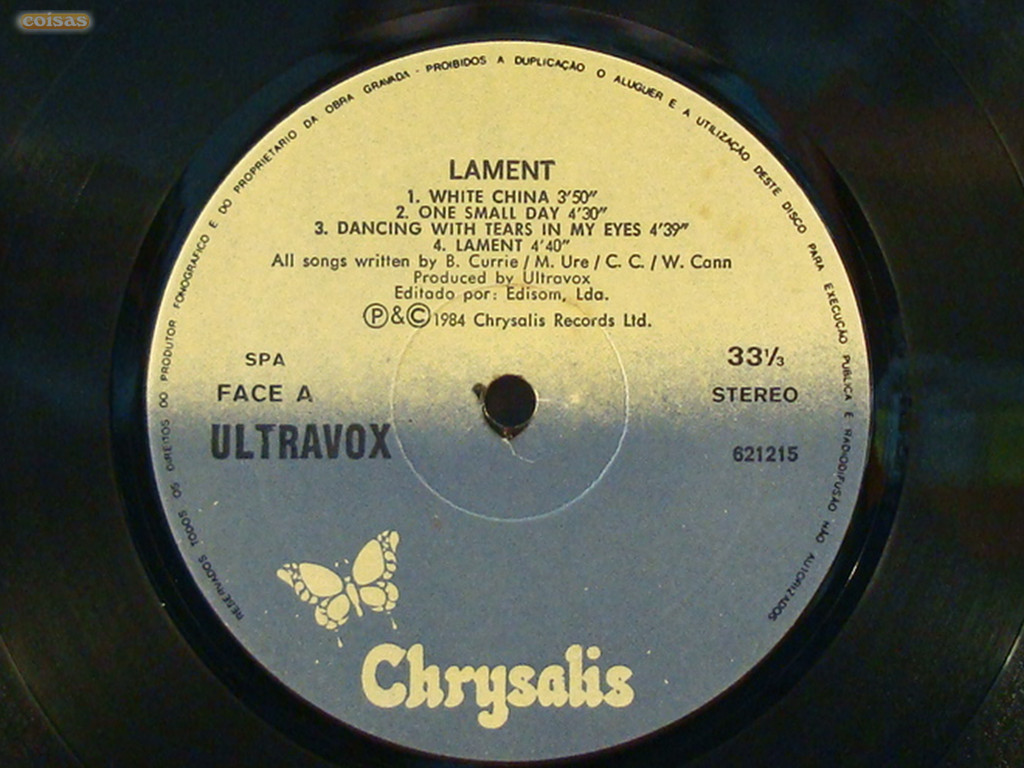 coisas
RESERVADOS TODOS OS DIREITOS DO PRODUTOR FONOGRAFICO E DO PROPRIETARIO DA OBRA GRAVADA - PROIBIDOS A DUPLICAÇÃO O ALUGUER E A UTILIZAÇÃO DESTE DISCO PARA EXECUÇÃO PUBLICA E RADIODIFUSÃO NÃO AUTORIZADOS
LAMENT
1. WHITE CHINA 3'50"
2. ONE SMALL DAY 4'30"
3. DANCING WITH TEARS IN MY EYES 4'39"
4. LAMENT 4'40"
All songs written by B. Currie / M. Ure / C. C. / W. Cann
Produced by Ultravox
Editado por: Edisom, Lda.
Ⓟ&©1984 Chrysalis Records Ltd.
SPA
33⅓
FACE A
STEREO
ULTRAVOX
621215
Chrysalis